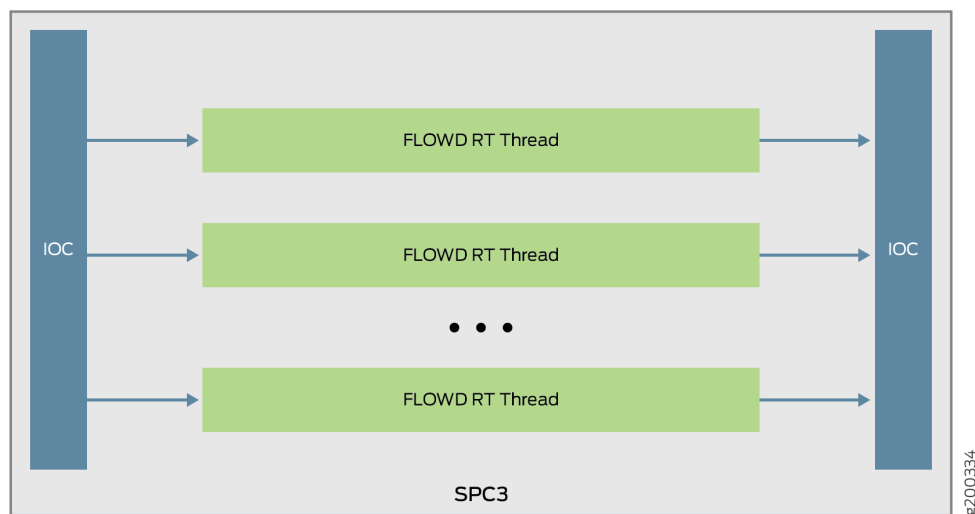 FLOWD RT Thread
IOC
FLOWD RT Thread
IOC
FLOWD RT Thread
SPC3
g200334